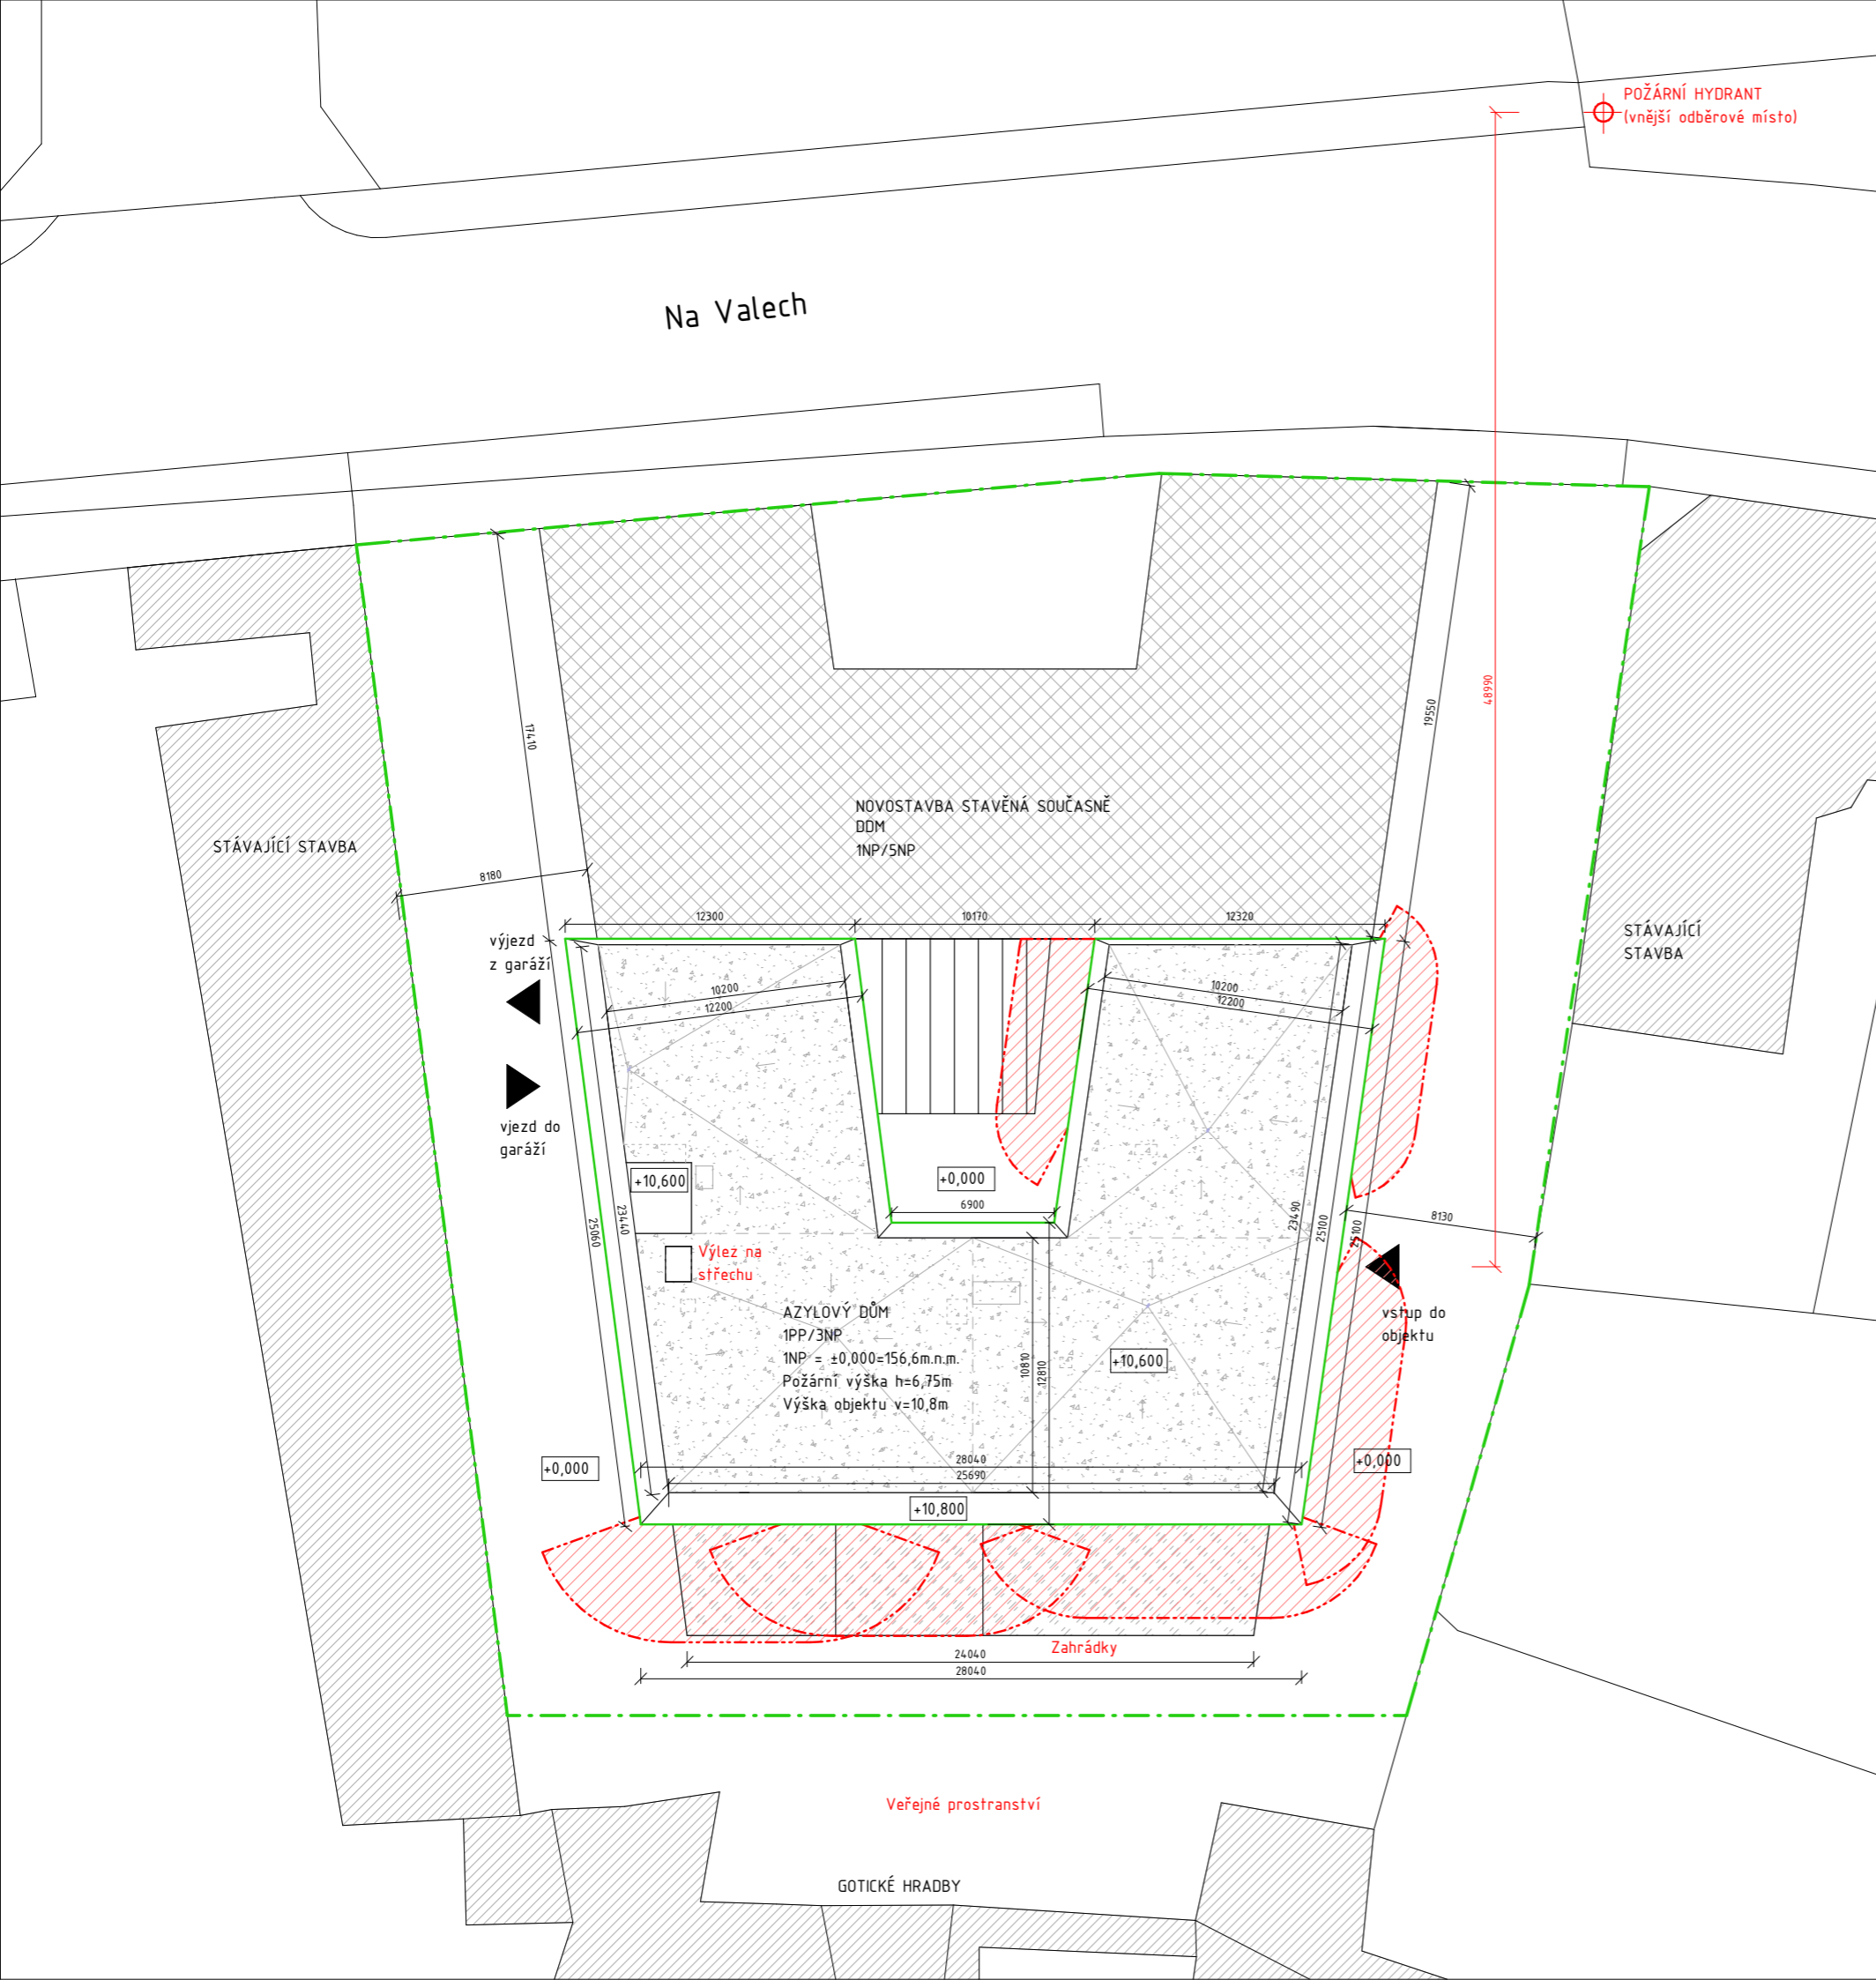 POŽÁRNÍ HYDRANT
(vnější odběrové místo)
Na Valech
48990
19550
17410
NOVOSTAVBA STAVĚNÁ SOUČASNĚ
DDM
1NP/5NP
STÁVAJÍCÍ STAVBA
8180
12300
10170
12320
STÁVAJÍCÍ
STAVBA
výjezd
z garáží
10200
12200
10200
12200
vjezd do
garáží
+10,600
+0,000
6900
25060
23440
23490
25100
25100
8130
Výlez na
střechu
AZYLOVÝ DŮM
1PP/3NP
1NP = ±0,000=156,6m.n.m.
Požární výška h=6,75m
Výška objektu v=10,8m
10810
12810
+10,600
vstup do
objektu
+0,000
28040
25690
+0,000
+10,800
Zahrádky
24040
28040
Veřejné prostranství
GOTICKÉ HRADBY